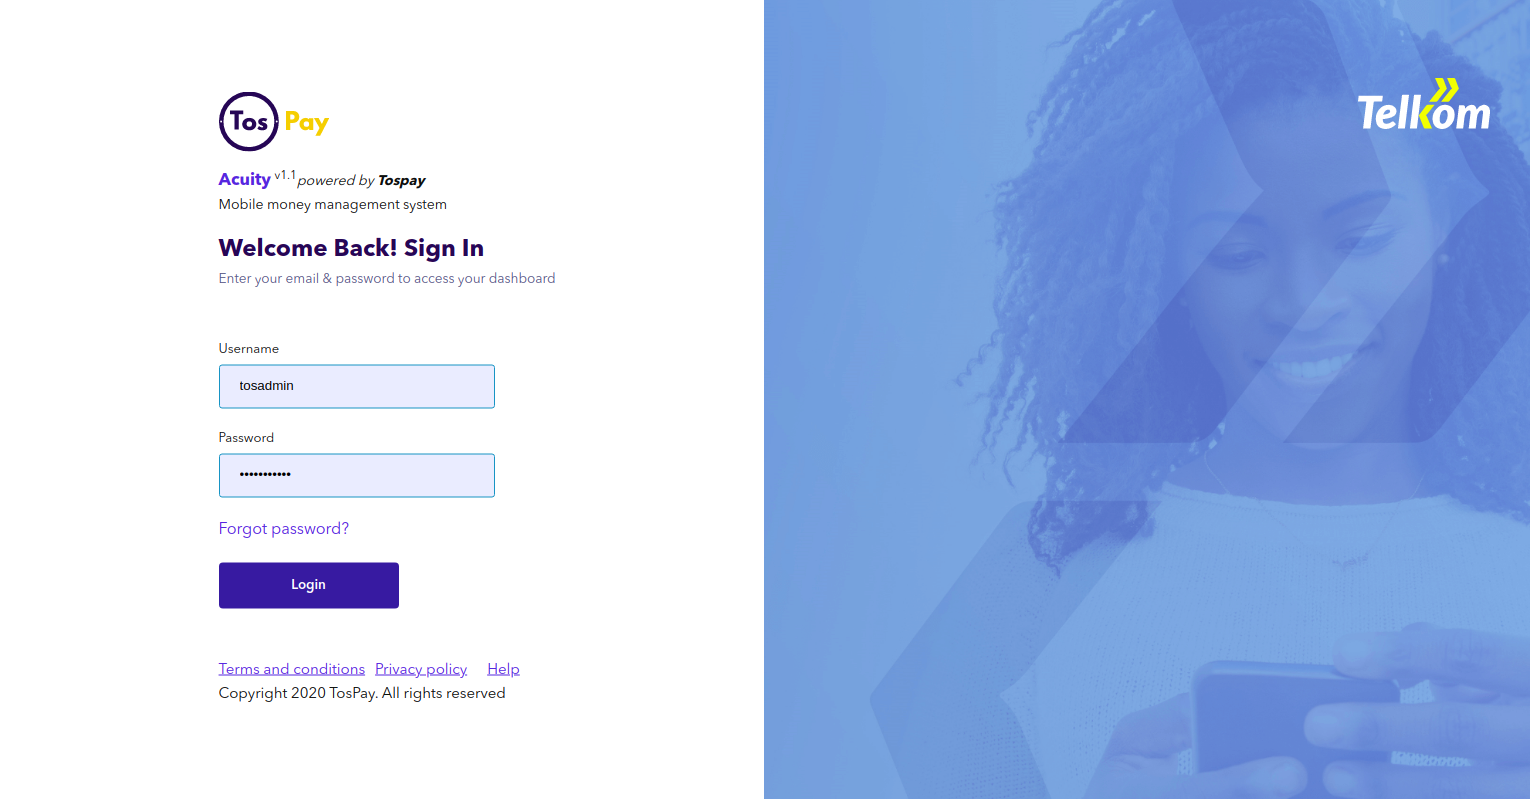 Tos Pay
Acuity v1.1 powered by Tospay
Mobile money management system
Welcome Back! Sign In
Enter your email & password to access your dashboard
Username
tosadmin
Password
•••••••••••
Forgot password?
Login
Terms and conditions Privacy policy Help
Copyright 2020 TosPay. All rights reserved
Telkom